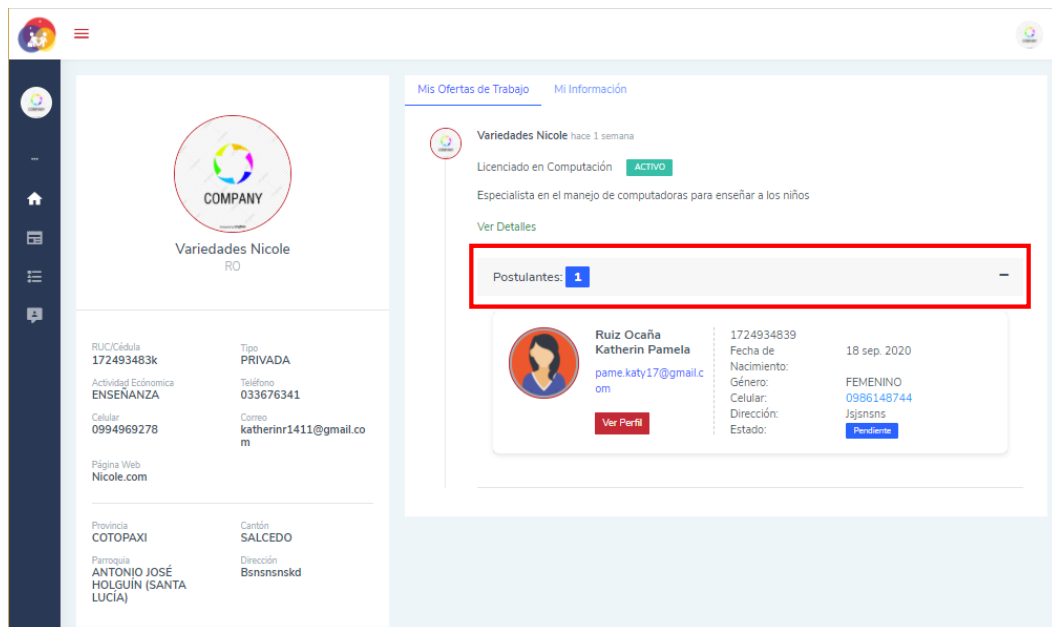 COMPANY
Variedades Nicole
RO
RUC/Cédula
172493483k
Tipo
PRIVADA
Actividad Ecónomica
ENSEÑANZA
Teléfono
033676341
Celular
0994969278
Correo
katherinr1411@gmail.co
m
Página Web
Nicole.com
Provincia
COTOPAXI
Cantón
SALCEDO
Parroquia
ANTONIO JOSÉ
HOLGUÍN (SANTA
LUCÍA)
Dirección
Bsnsnsnskd
Mis Ofertas de Trabajo
Mi Información
Variedades Nicole hace 1 semana
Licenciado en Computación ACTIVO
Especialista en el manejo de computadoras para enseñar a los niños
Ver Detalles
Postulantes: 1
Ruiz Ocaña
Katherin Pamela
pame.katy17@gmail.c
om
Ver Perfil
1724934839
Fecha de
Nacimiento:
18 sep. 2020
Género: FEMENINO
Celular: 0986148744
Dirección: Jsjsnsns
Estado: Pendiente